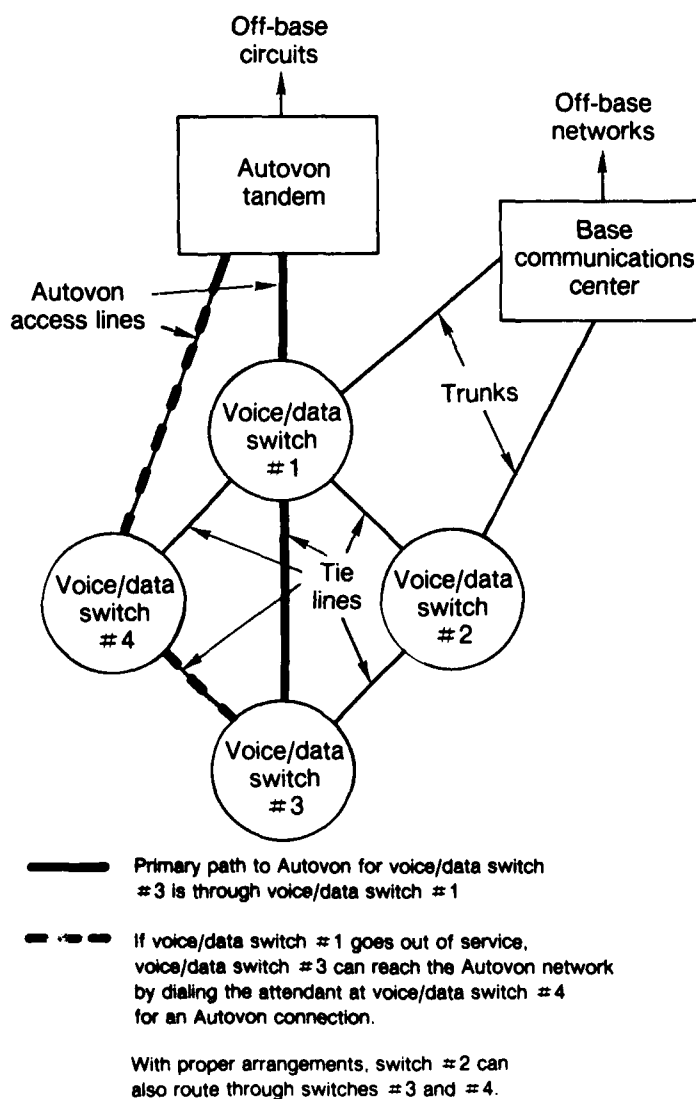 Off-base
circuits
Off-base
networks
Autovon
tandem
Base
communications
center
Autovon
access lines
Trunks
Voice/data
switch
#1
Voice/data
switch
#4
Tie
lines
Voice/data
switch
#2
Voice/data
switch
#3
Primary path to Autovon for voice/data switch
#3 is through voice/data switch #1
If voice/data switch #1 goes out of service,
voice/data switch #3 can reach the Autovon network
by dialing the attendant at voice/data switch #4
for an Autovon connection.
With proper arrangements, switch #2 can
also route through switches #3 and #4.